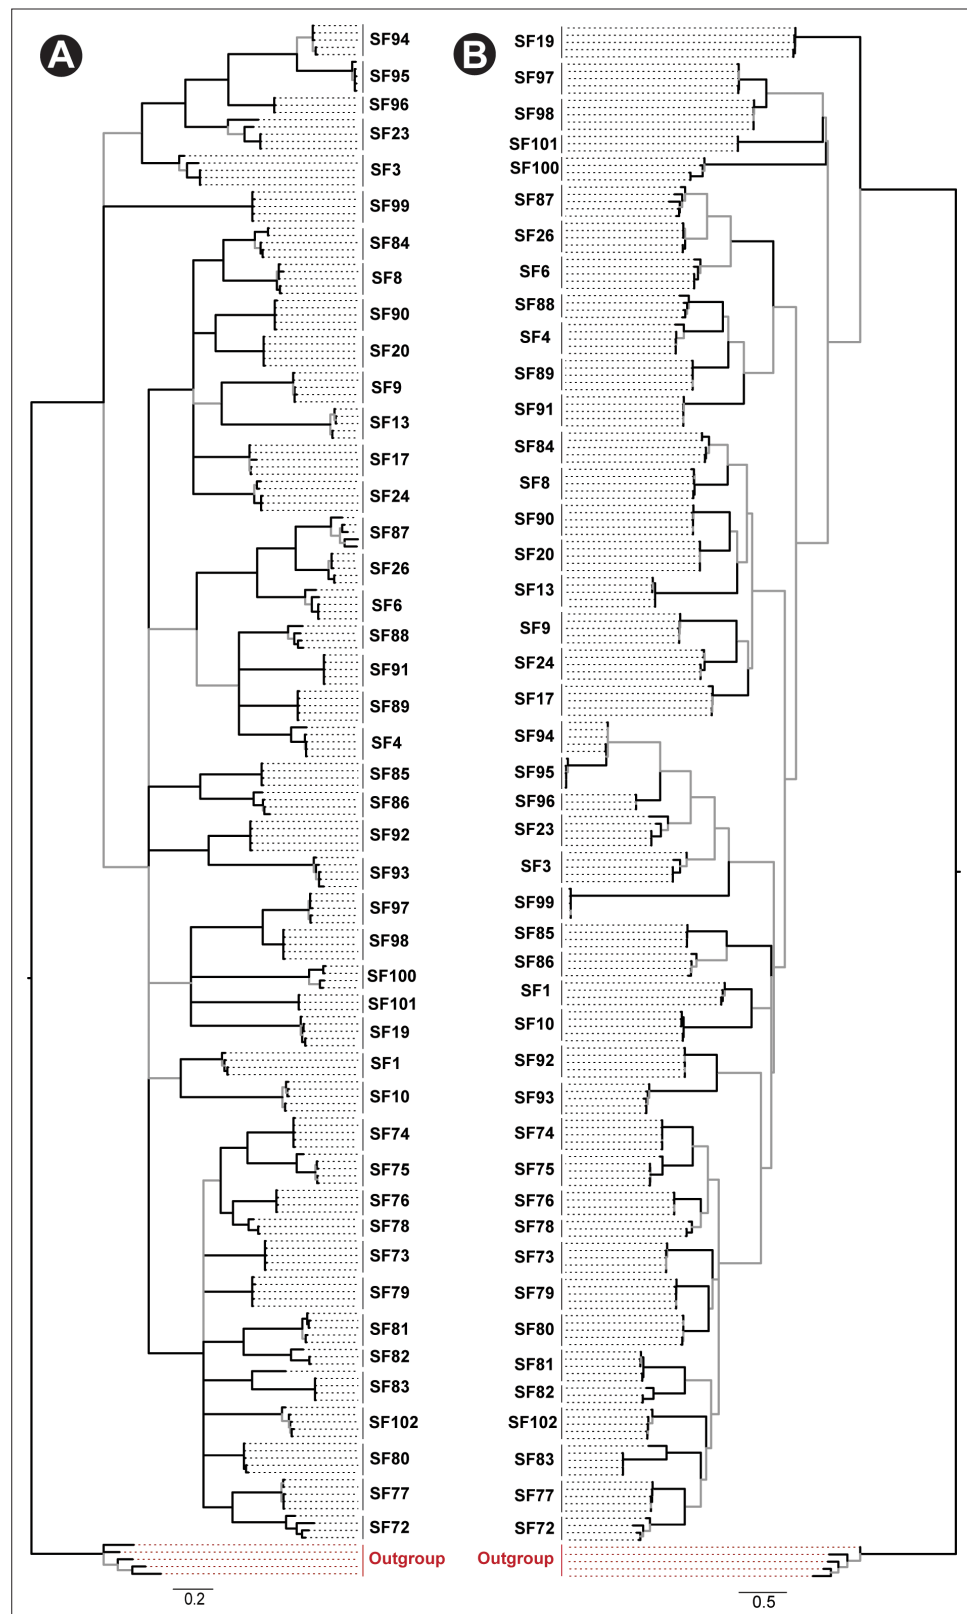 A
SF94
SF95
SF96
SF23
SF3
SF99
SF84
SF8
SF90
SF20
SF9
SF13
SF17
SF24
SF87
SF26
SF6
SF88
SF91
SF89
SF4
SF85
SF86
SF92
SF93
SF97
SF98
SF100
SF101
SF19
SF1
SF10
SF74
SF75
SF76
SF78
SF73
SF79
SF81
SF82
SF83
SF102
SF80
SF77
SF72
Outgroup
0.2
B
SF19
SF97
SF98
SF101
SF100
SF87
SF26
SF6
SF88
SF4
SF89
SF91
SF84
SF8
SF90
SF20
SF13
SF9
SF24
SF17
SF94
SF95
SF96
SF23
SF3
SF99
SF85
SF86
SF1
SF10
SF92
SF93
SF74
SF75
SF76
SF78
SF73
SF79
SF80
SF81
SF82
SF102
SF83
SF77
SF72
Outgroup
0.5